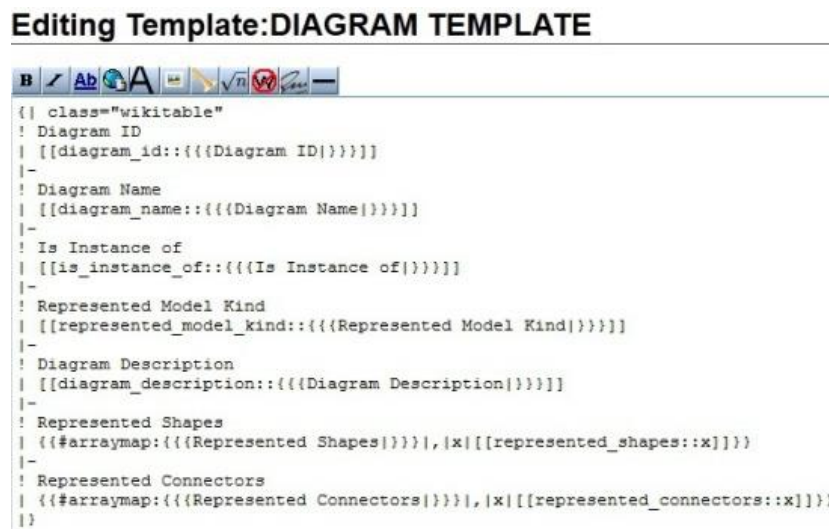 Editing Template:DIAGRAM TEMPLATE
B I Ab A √n W
{| class="wikitable"
! Diagram ID
| [[diagram_id::{{{Diagram ID|}}}]]
|-
! Diagram Name
| [[diagram_name::{{{Diagram Name|}}}]]
|-
! Is Instance of
| [[is_instance_of::{{{Is Instance of|}}}]]
|-
! Represented Model Kind
| [[represented_model_kind::{{{Represented Model Kind|}}}]]
|-
! Diagram Description
| [[diagram_description::{{{Diagram Description|}}}]]
|-
! Represented Shapes
| {{#arraymap:{{{Represented Shapes|}}}|,|x|[[represented_shapes::x]]}}
|-
! Represented Connectors
| {{#arraymap:{{{Represented Connectors|}}}|,|x|[[represented_connectors::x]]}}
|}